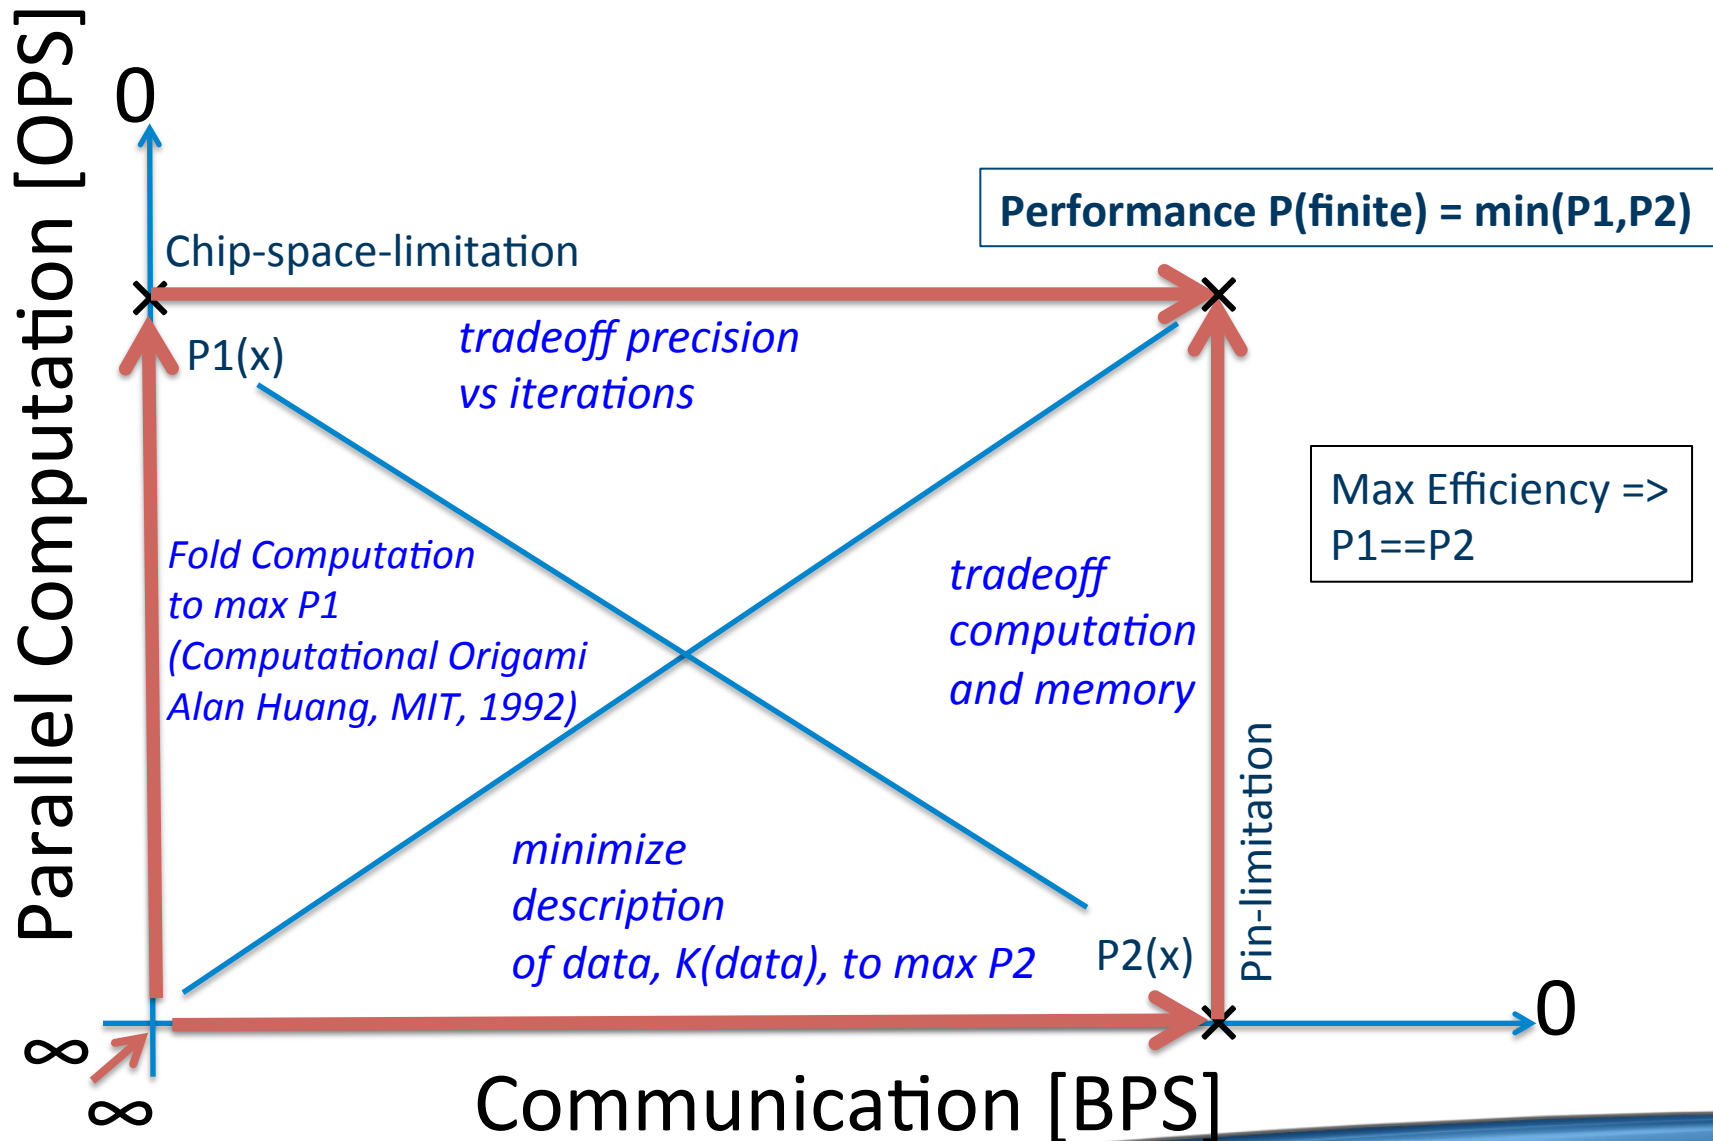 Parallel Computation [OPS]
0
Performance P(finite) = min(P1,P2)
Chip-space-limitation
P1(x)
tradeoff precision
vs iterations
Max Efficiency =>
P1==P2
Fold Computation
to max P1
(Computational Origami
Alan Huang, MIT, 1992)
tradeoff
computation
and memory
Pin-limitation
minimize
description
of data, K(data), to max P2
P2(x)
0
∞
∞
Communication [BPS]